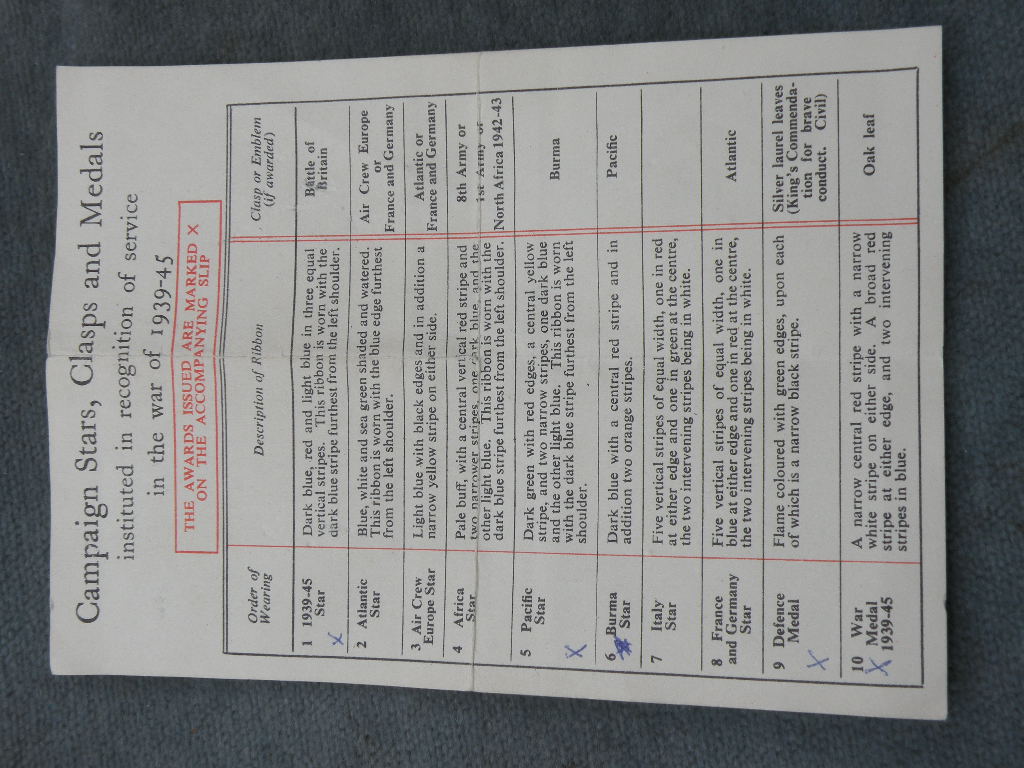 Campaign Stars, Clasps and Medals
instituted in recognition of service
in the war of 1939-45
THE AWARDS ISSUED ARE MARKED X
ON THE ACCOMPANYING SLIP
Order of
Wearing
Description of Ribbon
Clasp or Emblem
(if awarded)
1 1939-45
Star
X
Dark blue, red and light blue in three equal
vertical stripes. This ribbon is worn with the
dark blue stripe furthest from the left shoulder.
Battle of
Britain
2 Atlantic
Star
Blue, white and sea green shaded and watered.
This ribbon is worn with the blue edge furthest
from the left shoulder.
Air Crew Europe
or
France and Germany
3 Air Crew
Europe Star
Light blue with black edges and in addition a
narrow yellow stripe on either side.
Atlantic or
France and Germany
4 Africa
Star
Pale buff, with a central vertical red stripe and
two narrower stripes, one dark blue, and the
other light blue. This ribbon is worn with the
dark blue stripe furthest from the left shoulder.
8th Army or
1st Army or
North Africa 1942-43
5 Pacific
Star
X
Dark green with red edges, a central yellow
stripe, and two narrow stripes, one dark blue
and the other light blue. This ribbon is worn
with the dark blue stripe furthest from the left
shoulder.
Burma
6 Burma
Star
Dark blue with a central red stripe and in
addition two orange stripes.
Pacific
7 Italy
Star
Five vertical stripes of equal width, one in red
at either edge and one in green at the centre,
the two intervening stripes being in white.
8 France
and Germany
Star
Five vertical stripes of equal width, one in
blue at either edge and one in red at the centre,
the two intervening stripes being in white.
Atlantic
9 Defence
Medal
X
Flame coloured with green edges, upon each
of which is a narrow black stripe.
Silver laurel leaves
(King's Commenda-
tion for brave
conduct. Civil)
10 War
X Medal
1939-45
A narrow central red stripe with a narrow
white stripe on either side. A broad red
stripe at either edge, and two intervening
stripes in blue.
Oak leaf